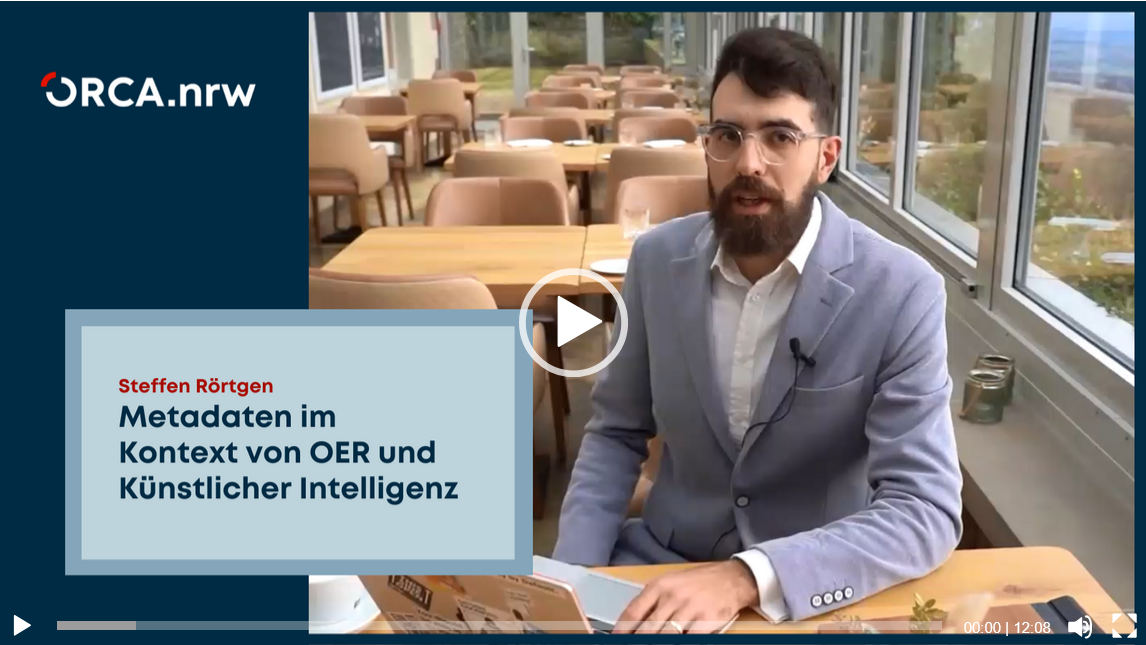 ORCA.nrw
Steffen Rörtgen
Metadaten im
Kontext von OER und
Künstlicher Intelligenz
00:00 | 12:08